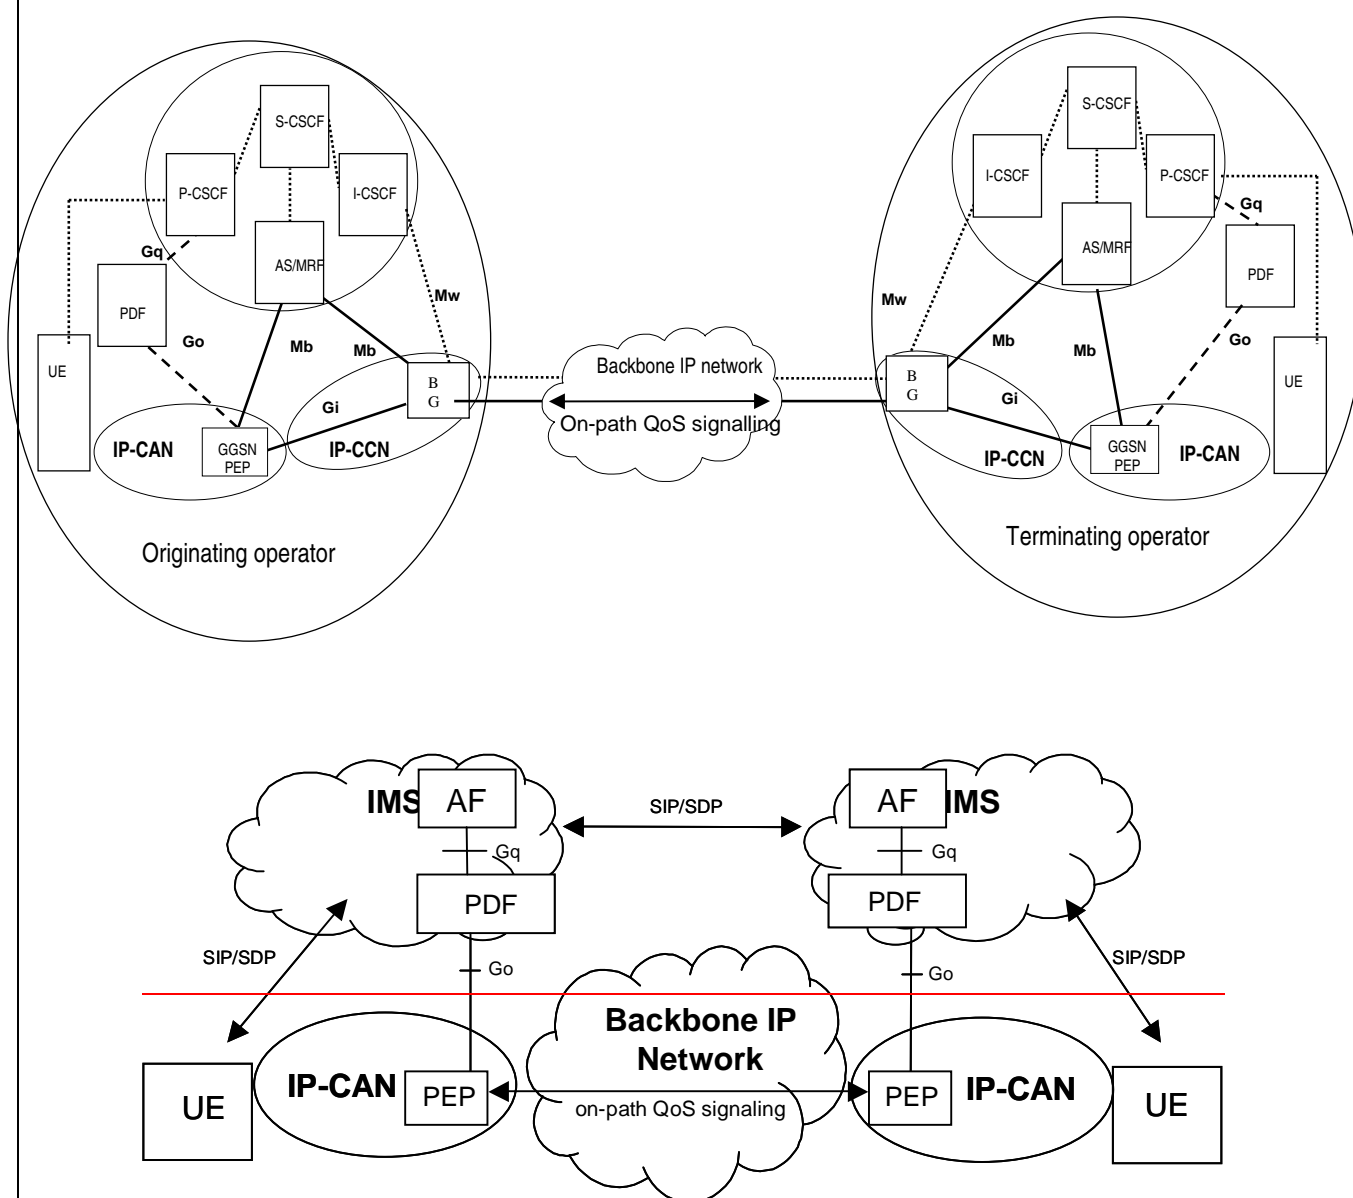 S-CSCF
S-CSCF
P-CSCF
I-CSCF
I-CSCF
P-CSCF
Gq
Gq
AS/MRF
AS/MRF
PDF
PDF
Mw
Mw
UE
Go
Mb
Mb
Backbone IP network
B
G
B
G
Mb
Mb
Go
UE
Gi
Gi
On-path QoS signalling
IP-CAN
GGSN
PEP
IP-CCN
IP-CCN
GGSN
PEP
IP-CAN
Originating operator
Terminating operator
IMS
AF
SIP/SDP
AF
IMS
Gq
Gq
PDF
PDF
SIP/SDP
Go
Go
SIP/SDP
Backbone IP
Network
UE
IP-CAN
PEP
on-path QoS signaling
PEP
IP-CAN
UE